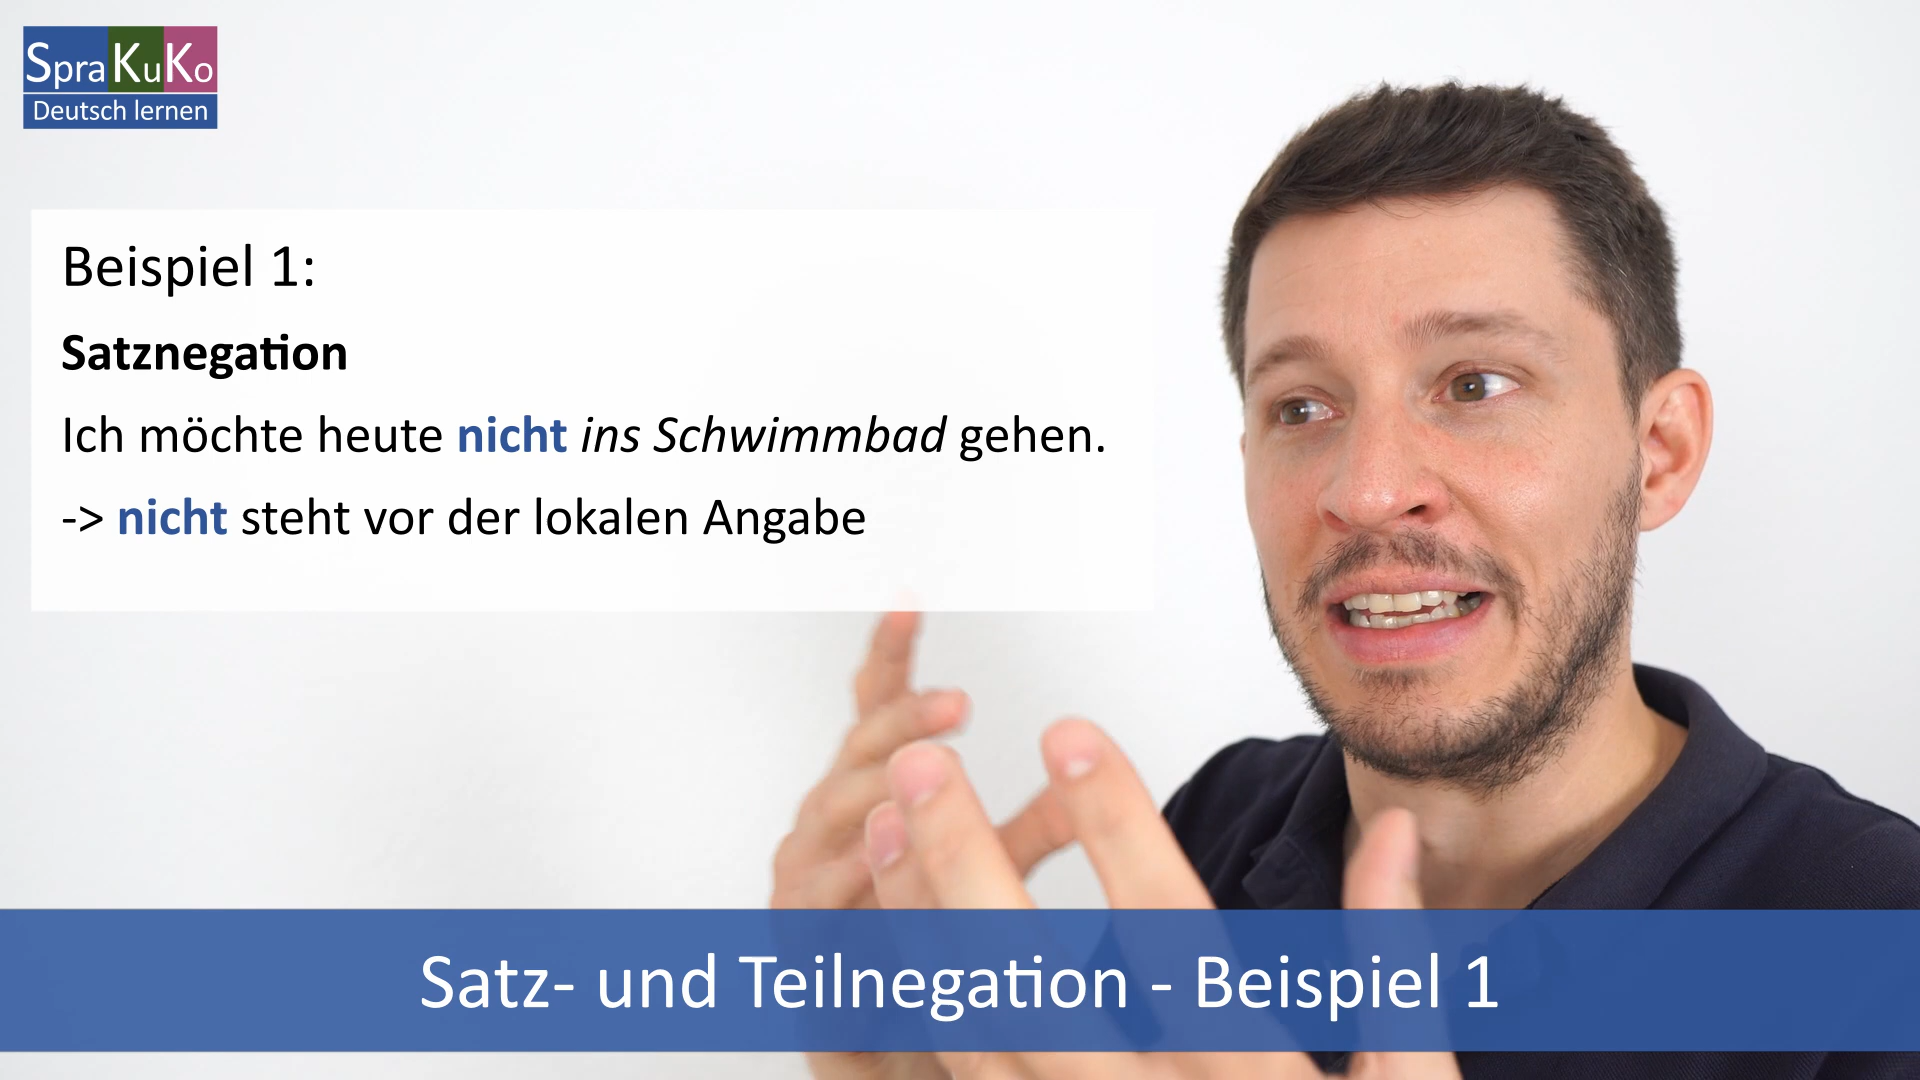 SpraKuKo
Deutsch lernen
Beispiel 1:
Satznegation
Ich möchte heute nicht ins Schwimmbad gehen.
-> nicht steht vor der lokalen Angabe
Satz- und Teilnegation - Beispiel 1